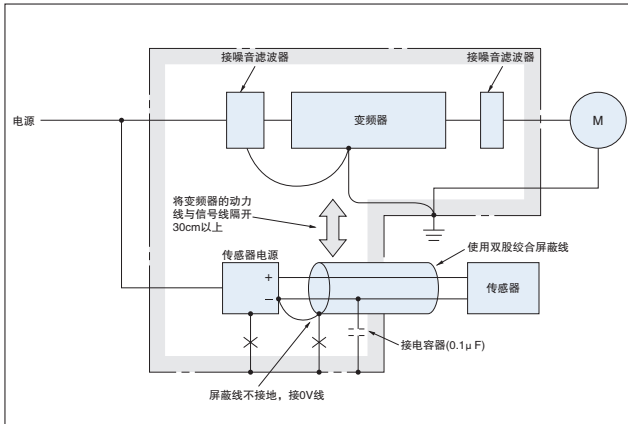 接噪音滤波器
接噪音滤波器
电源
变频器
M
将变频器的动力
线与信号线隔开
30cm以上
使用双股绞合屏蔽线
传感器电源
+
−
传感器
接电容器(0.1μF)
屏蔽线不接地，接0V线